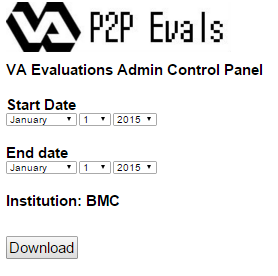 VA P2P Evals
VA Evaluations Admin Control Panel
Start Date
January 1 2015
End date
January 1 2015
Institution: BMC
Download